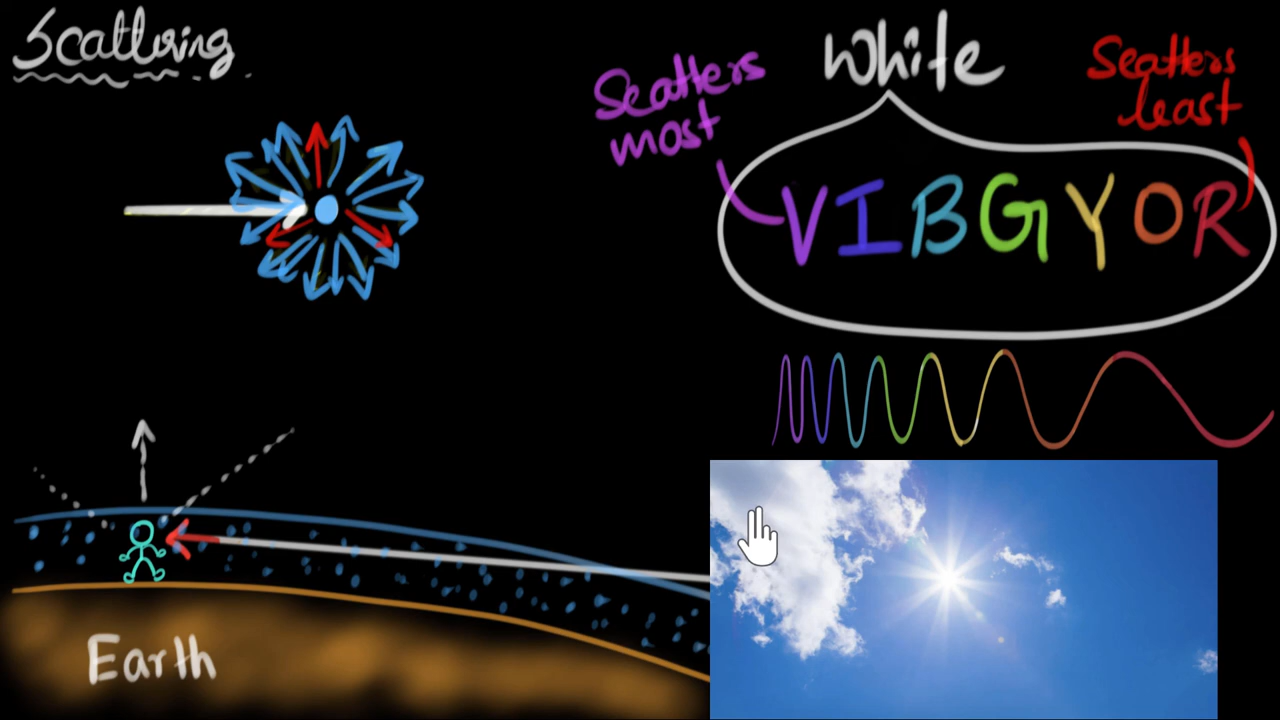 Scattering
White
Scatters
most
Scatters
least
VIBGYOR
Earth